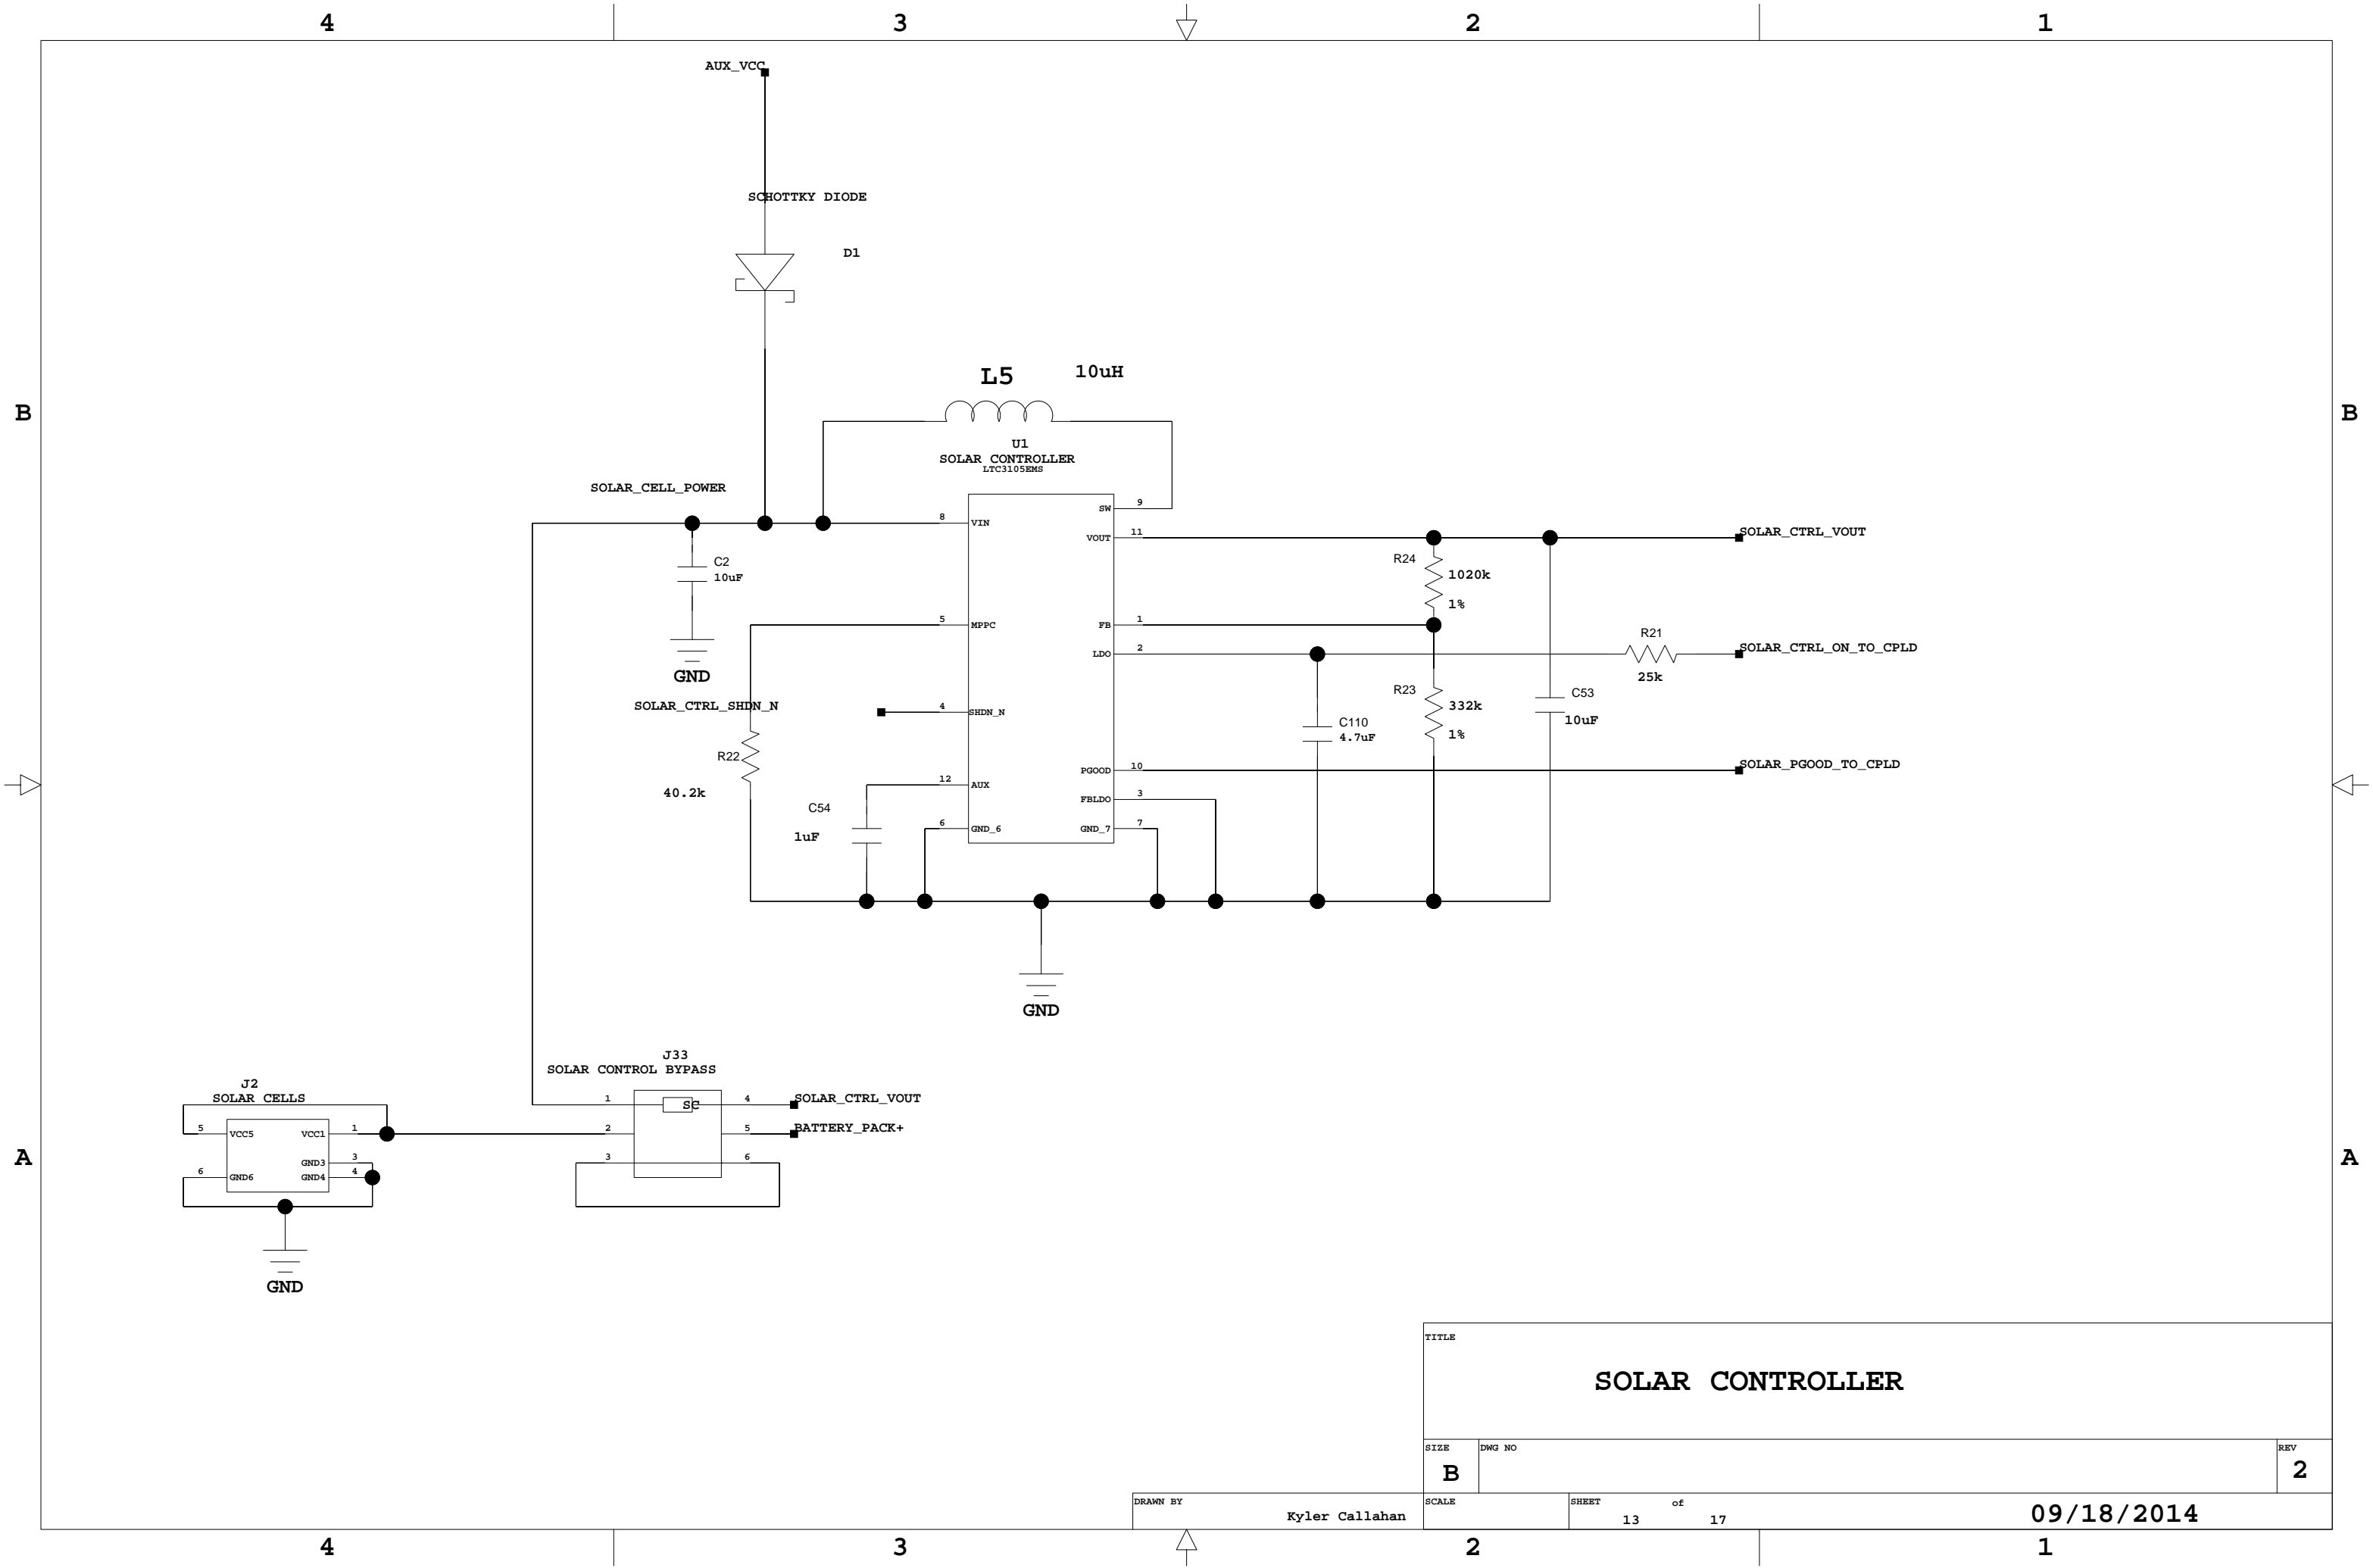 4 3 2 1
AUX_VCC
SCHOTTKY DIODE
D1
L5 10uH
B B
U1
SOLAR CONTROLLER
LTC3105EMS
SOLAR_CELL_POWER
9
SW
8 VIN
VOUT 11 SOLAR_CTRL_VOUT
C2
10uF
R24
1020k
1%
5 MPPC
FB 1
LDO 2
R21
25k
SOLAR_CTRL_ON_TO_CPLD
GND
SOLAR_CTRL_SHDN_N
4 SHDN_N
R23
332k
1%
C53
10uF
C110
4.7uF
R22
40.2k
PGOOD 10 SOLAR_PGOOD_TO_CPLD
12 AUX
FBLDO 3
C54
1uF
6 GND_6
GND_7 7
GND
J33
SOLAR CONTROL BYPASS
J2
SOLAR CELLS
1 SC 4 SOLAR_CTRL_VOUT
5 VCC5 VCC1 1
2 5 BATTERY_PACK+
A A
GND3 3
3 6
6 GND6 GND4 4
GND
TITLE
SOLAR CONTROLLER
SIZE DWG NO REV
B 2
DRAWN BY SCALE SHEET of
Kyler Callahan 13 17 09/18/2014
4 3 2 1